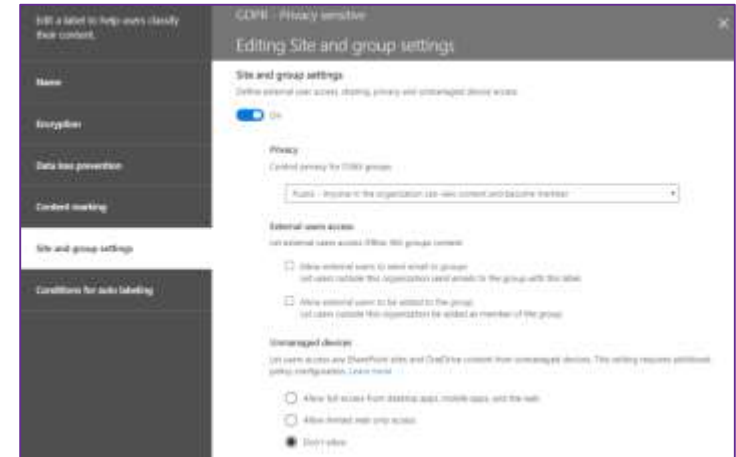 Edit a label to help users classify
their content.
Name
Encryption
Data loss prevention
Content marking
Site and group settings
Conditions for auto labeling
GDPR - Privacy sensitive
Editing Site and group settings
Site and group settings
Define external user access, sharing, privacy and unmanaged device access
On
Privacy
Control privacy for O365 groups
Public - Anyone in the organization can view content and become member
External users access
Let external users access Office 365 groups content
Allow external users to send email to groups
Let users outside this organization send emails to the group with this label
Allow external users to be added to the group
Let users outside this organization be added as member of the group
Unmanaged devices
Let users access any SharePoint sites and OneDrive content from unmanaged devices. This setting requires additional
policy configuration. Learn more
Allow full access from desktop apps, mobile apps, and the web
Allow limited web only access
Don't allow